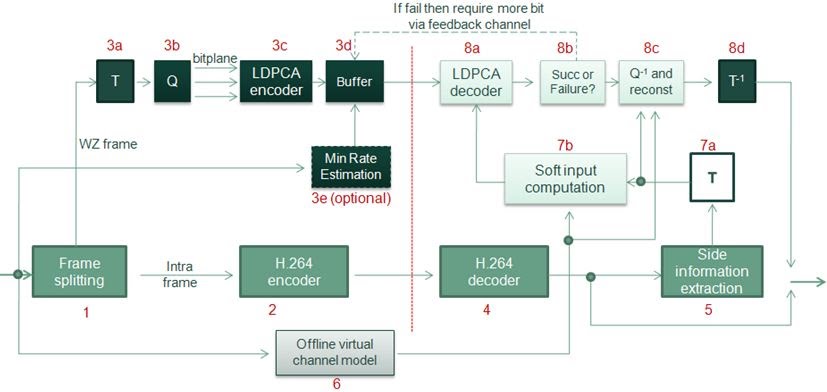 If fail then require more bit
via feedback channel
3a
3b
3c
3d
8a
8b
8c
8d
bitplane
T
Q
LDPCA
encoder
Buffer
LDPCA
decoder
Succ or
Failure?
Q-1 and
reconst
T-1
WZ frame
7b
7a
Min Rate
Estimation
Soft input
computation
T
3e (optional)
Frame
splitting
Intra
frame
H.264
encoder
H.264
decoder
Side
information
extraction
1
2
4
5
Offline virtual
channel model
6